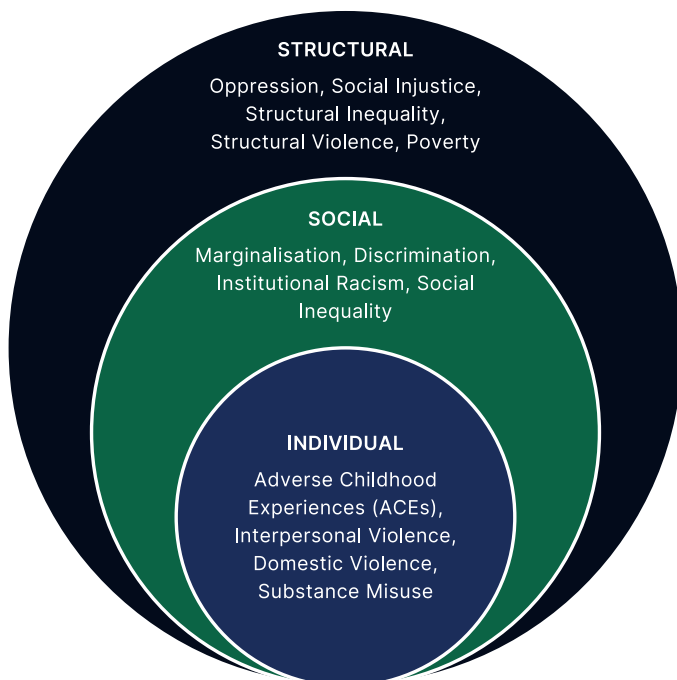 STRUCTURAL
Oppression, Social Injustice,
Structural Inequality,
Structural Violence, Poverty
SOCIAL
Marginalisation, Discrimination,
Institutional Racism, Social
Inequality
INDIVIDUAL
Adverse Childhood
Experiences (ACEs),
Interpersonal Violence,
Domestic Violence,
Substance Misuse